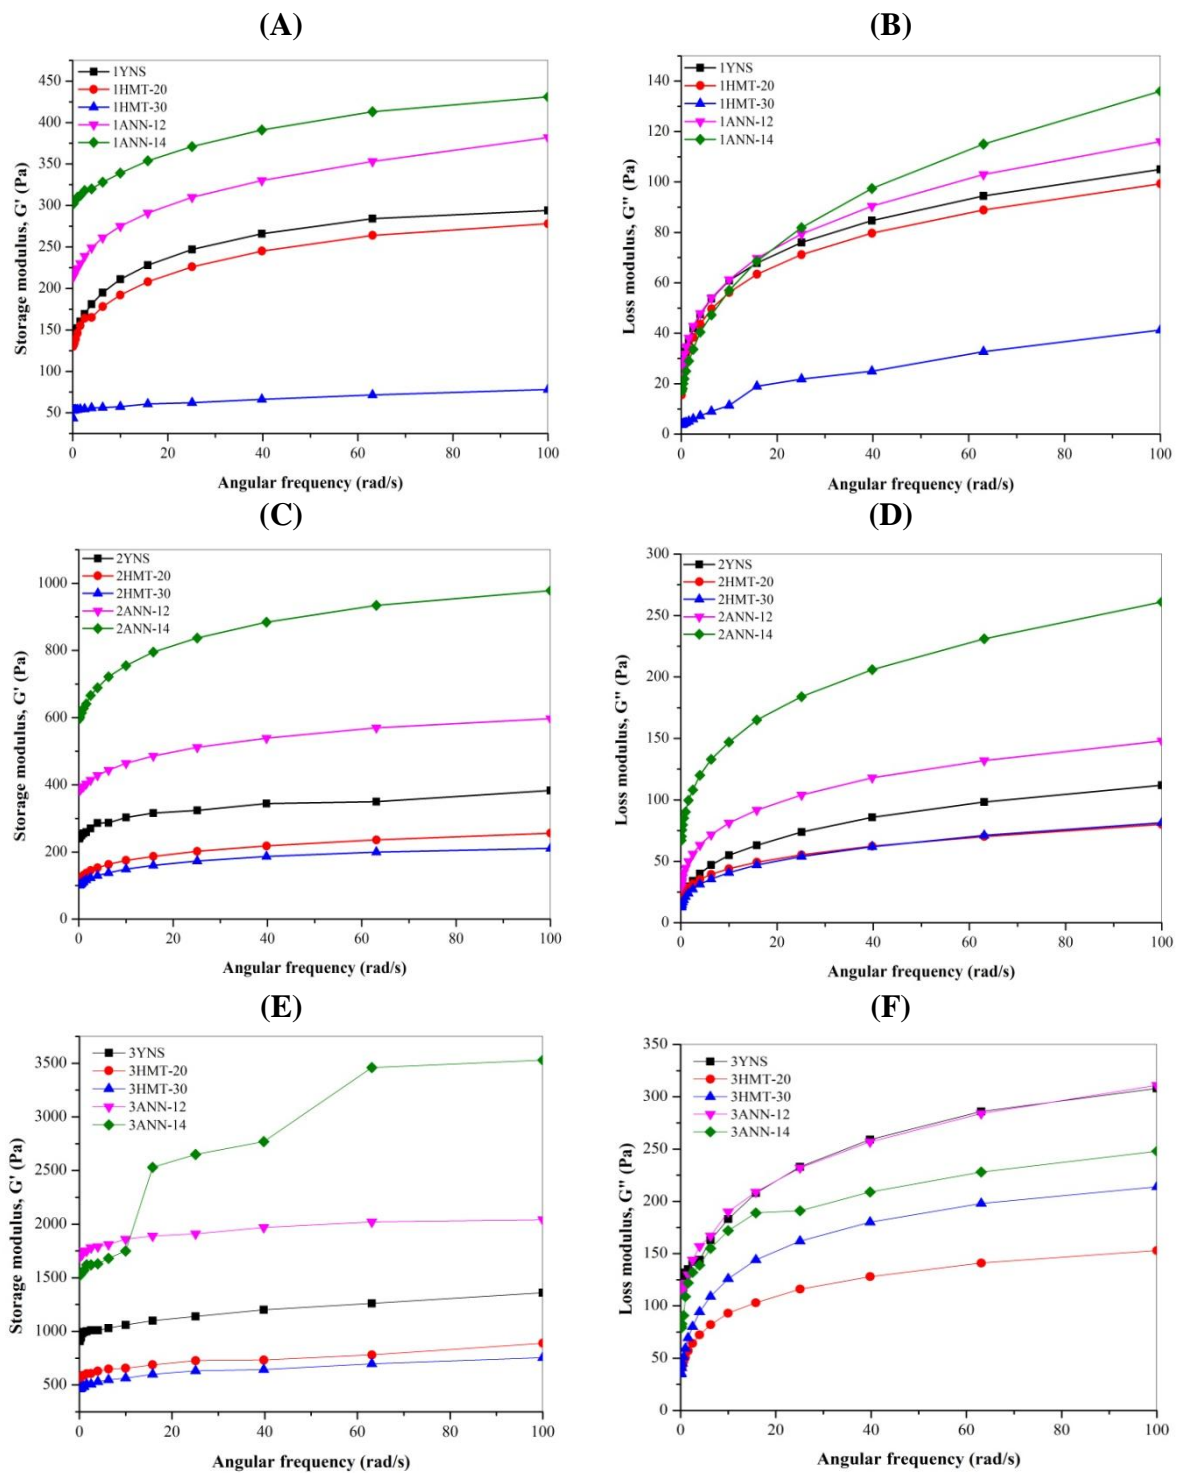 (A)
1YNS
1HMT-20
1HMT-30
1ANN-12
1ANN-14
450
400
350
300
250
200
150
100
50
0 20 40 60 80 100
Storage modulus, G' (Pa)
Angular frequency (rad/s)
(B)
1YNS
1HMT-20
1HMT-30
1ANN-12
1ANN-14
140
120
100
80
60
40
20
0
0 20 40 60 80 100
Loss modulus, G" (Pa)
Angular frequency (rad/s)
(C)
2YNS
2HMT-20
2HMT-30
2ANN-12
2ANN-14
1000
800
600
400
200
0
0 20 40 60 80 100
Storage modulus, G' (Pa)
Angular frequency (rad/s)
(D)
2YNS
2HMT-20
2HMT-30
2ANN-12
2ANN-14
300
250
200
150
100
50
0
0 20 40 60 80 100
Loss modulus, G" (Pa)
Angular frequency (rad/s)
(E)
3YNS
3HMT-20
3HMT-30
3ANN-12
3ANN-14
3500
3000
2500
2000
1500
1000
500
0 20 40 60 80 100
Storage modulus, G' (Pa)
Angular frequency (rad/s)
(F)
3YNS
3HMT-20
3HMT-30
3ANN-12
3ANN-14
350
300
250
200
150
100
50
0
0 20 40 60 80 100
Loss modulus, G" (Pa)
Angular frequency (rad/s)